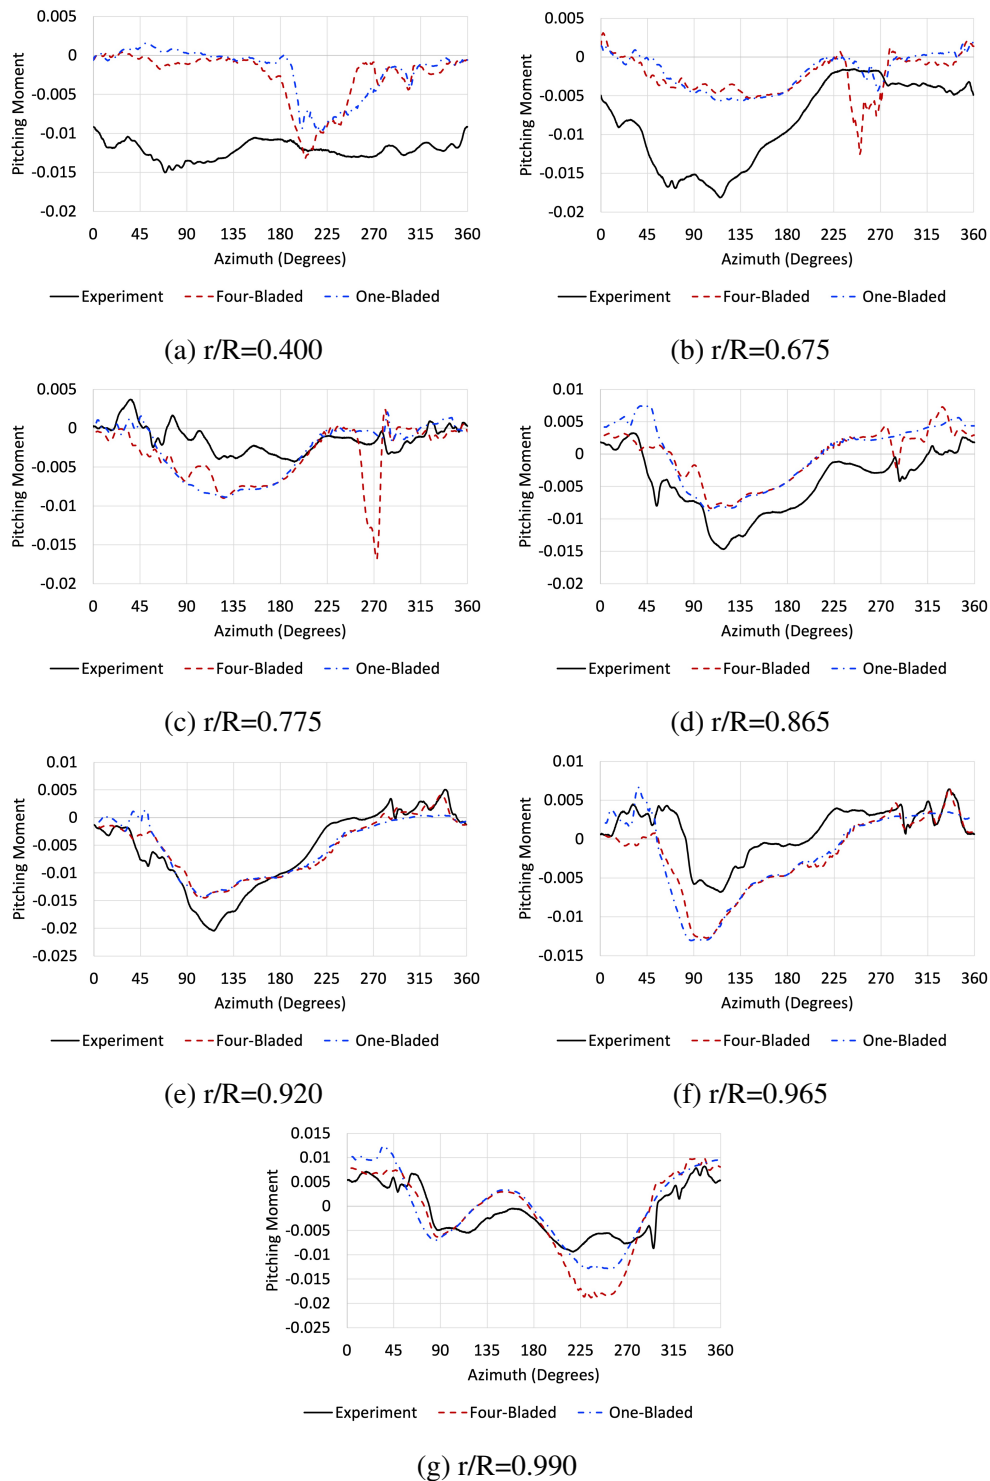 0.005
0
-0.005
-0.01
-0.015
-0.02
Pitching Moment
0 45 90 135 180 225 270 315 360
Azimuth (Degrees)
Experiment Four-Bladed One-Bladed
(a) r/R=0.400
0.005
0
-0.005
-0.01
-0.015
-0.02
Pitching Moment
0 45 90 135 180 225 270 315 360
Azimuth (Degrees)
Experiment Four-Bladed One-Bladed
(b) r/R=0.675
0.005
0
-0.005
-0.01
-0.015
-0.02
Pitching Moment
0 45 90 135 180 225 270 315 360
Azimuth (Degrees)
Experiment Four-Bladed One-Bladed
(c) r/R=0.775
0.01
0.005
0
-0.005
-0.01
-0.015
-0.02
Pitching Moment
0 45 90 135 180 225 270 315 360
Azimuth (Degrees)
Experiment Four-Bladed One-Bladed
(d) r/R=0.865
0.01
0.005
0
-0.005
-0.01
-0.015
-0.02
-0.025
Pitching Moment
0 45 90 135 180 225 270 315 360
Azimuth (Degrees)
Experiment Four-Bladed One-Bladed
(e) r/R=0.920
0.01
0.005
0
-0.005
-0.01
-0.015
Pitching Moment
0 45 90 135 180 225 270 315 360
Azimuth (Degrees)
Experiment Four-Bladed One-Bladed
(f) r/R=0.965
0.015
0.01
0.005
0
-0.005
-0.01
-0.015
-0.02
-0.025
Pitching Moment
0 45 90 135 180 225 270 315 360
Azimuth (Degrees)
Experiment Four-Bladed One-Bladed
(g) r/R=0.990